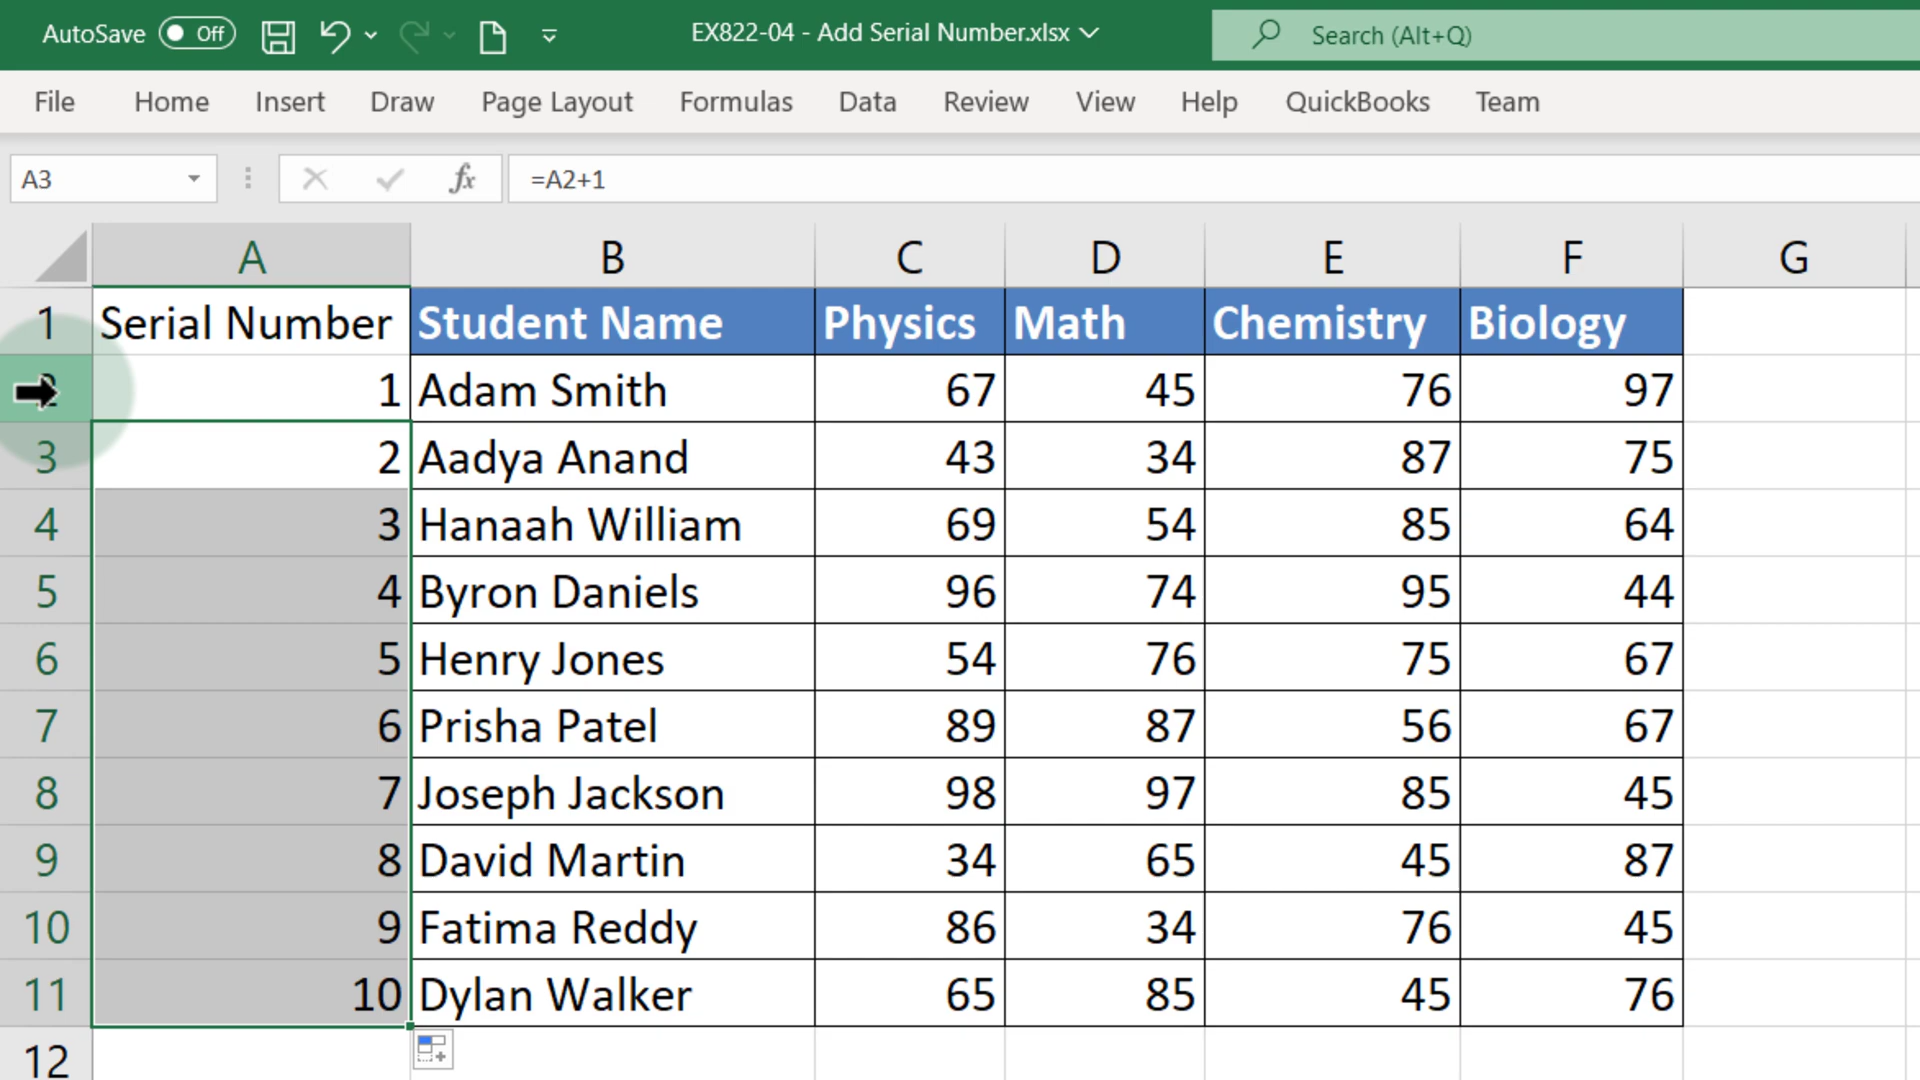 AutoSave Off EX822-04 - Add Serial Number.xlsx Search (Alt+Q)
File Home Insert Draw Page Layout Formulas Data Review View Help QuickBooks Team
A3 fx =A2+1
A B C D E F G
1 Serial Number Student Name Physics Math Chemistry Biology
2 1 Adam Smith 67 45 76 97
3 2 Aadya Anand 43 34 87 75
4 3 Hanaah William 69 54 85 64
5 4 Byron Daniels 96 74 95 44
6 5 Henry Jones 54 76 75 67
7 6 Prisha Patel 89 87 56 67
8 7 Joseph Jackson 98 97 85 45
9 8 David Martin 34 65 45 87
10 9 Fatima Reddy 86 34 76 45
11 10 Dylan Walker 65 85 45 76
12